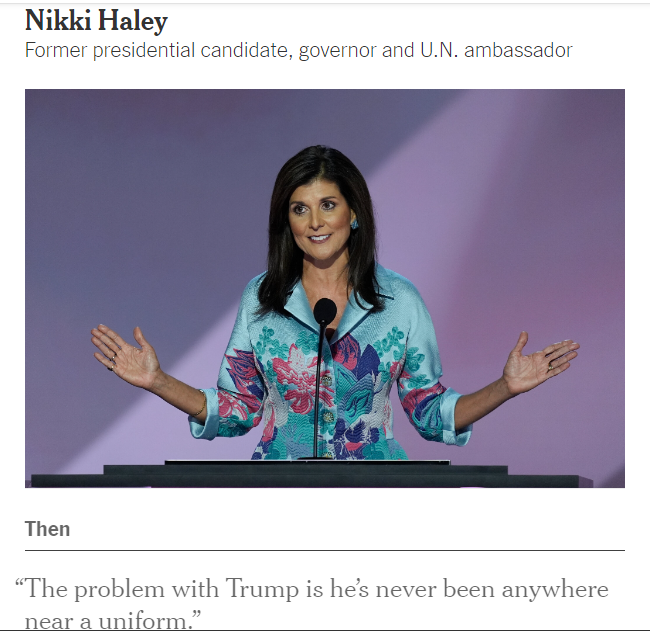 Nikki Haley
Former presidential candidate, governor and U.N. ambassador
Then
“The problem with Trump is he’s never been anywhere
near a uniform.”